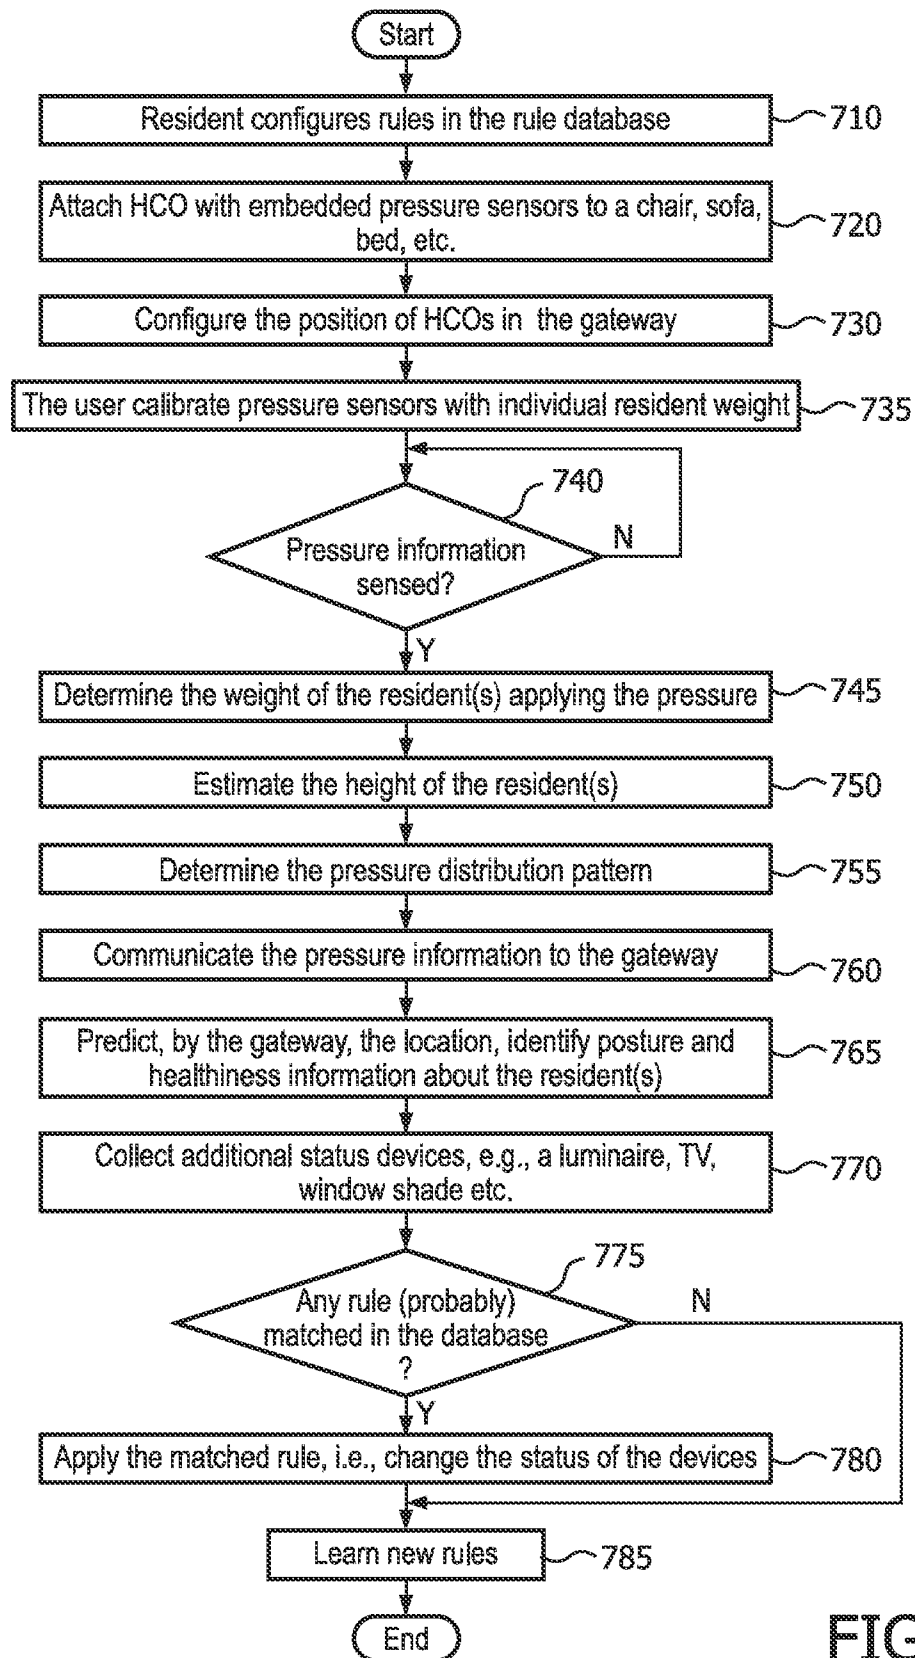 Start
Resident configures rules in the rule database
710
Attach HCO with embedded pressure sensors to a chair, sofa,
bed, etc.
720
Configure the position of HCOs in the gateway
730
The user calibrate pressure sensors with individual resident weight
735
740
Pressure information
sensed?
N
Y
Determine the weight of the resident(s) applying the pressure
745
Estimate the height of the resident(s)
750
Determine the pressure distribution pattern
755
Communicate the pressure information to the gateway
760
Predict, by the gateway, the location, identify posture and
healthiness information about the resident(s)
765
Collect additional status devices, e.g., a luminaire, TV,
window shade etc.
770
775
Any rule (probably)
matched in the database
?
N
Y
Apply the matched rule, i.e., change the status of the devices
780
Learn new rules
785
End
FIG